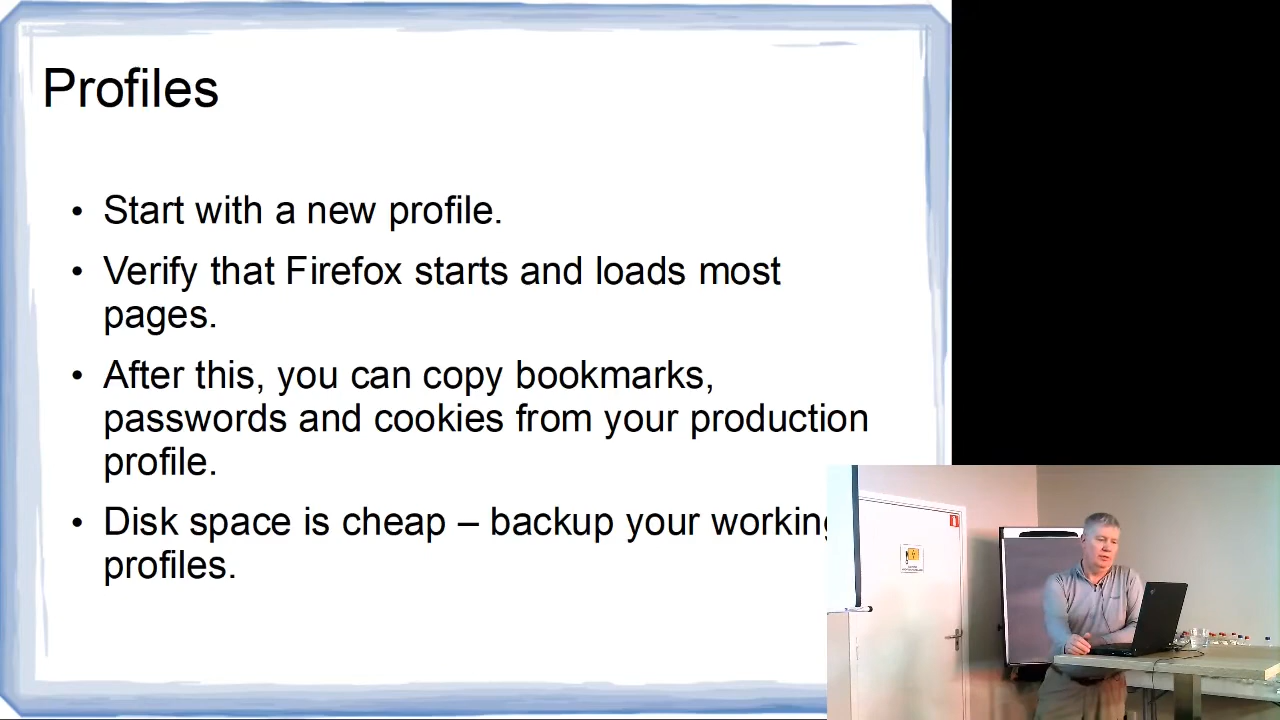 Profiles
• Start with a new profile.
• Verify that Firefox starts and loads most
pages.
• After this, you can copy bookmarks,
passwords and cookies from your production
profile.
• Disk space is cheap – backup your working
profiles.